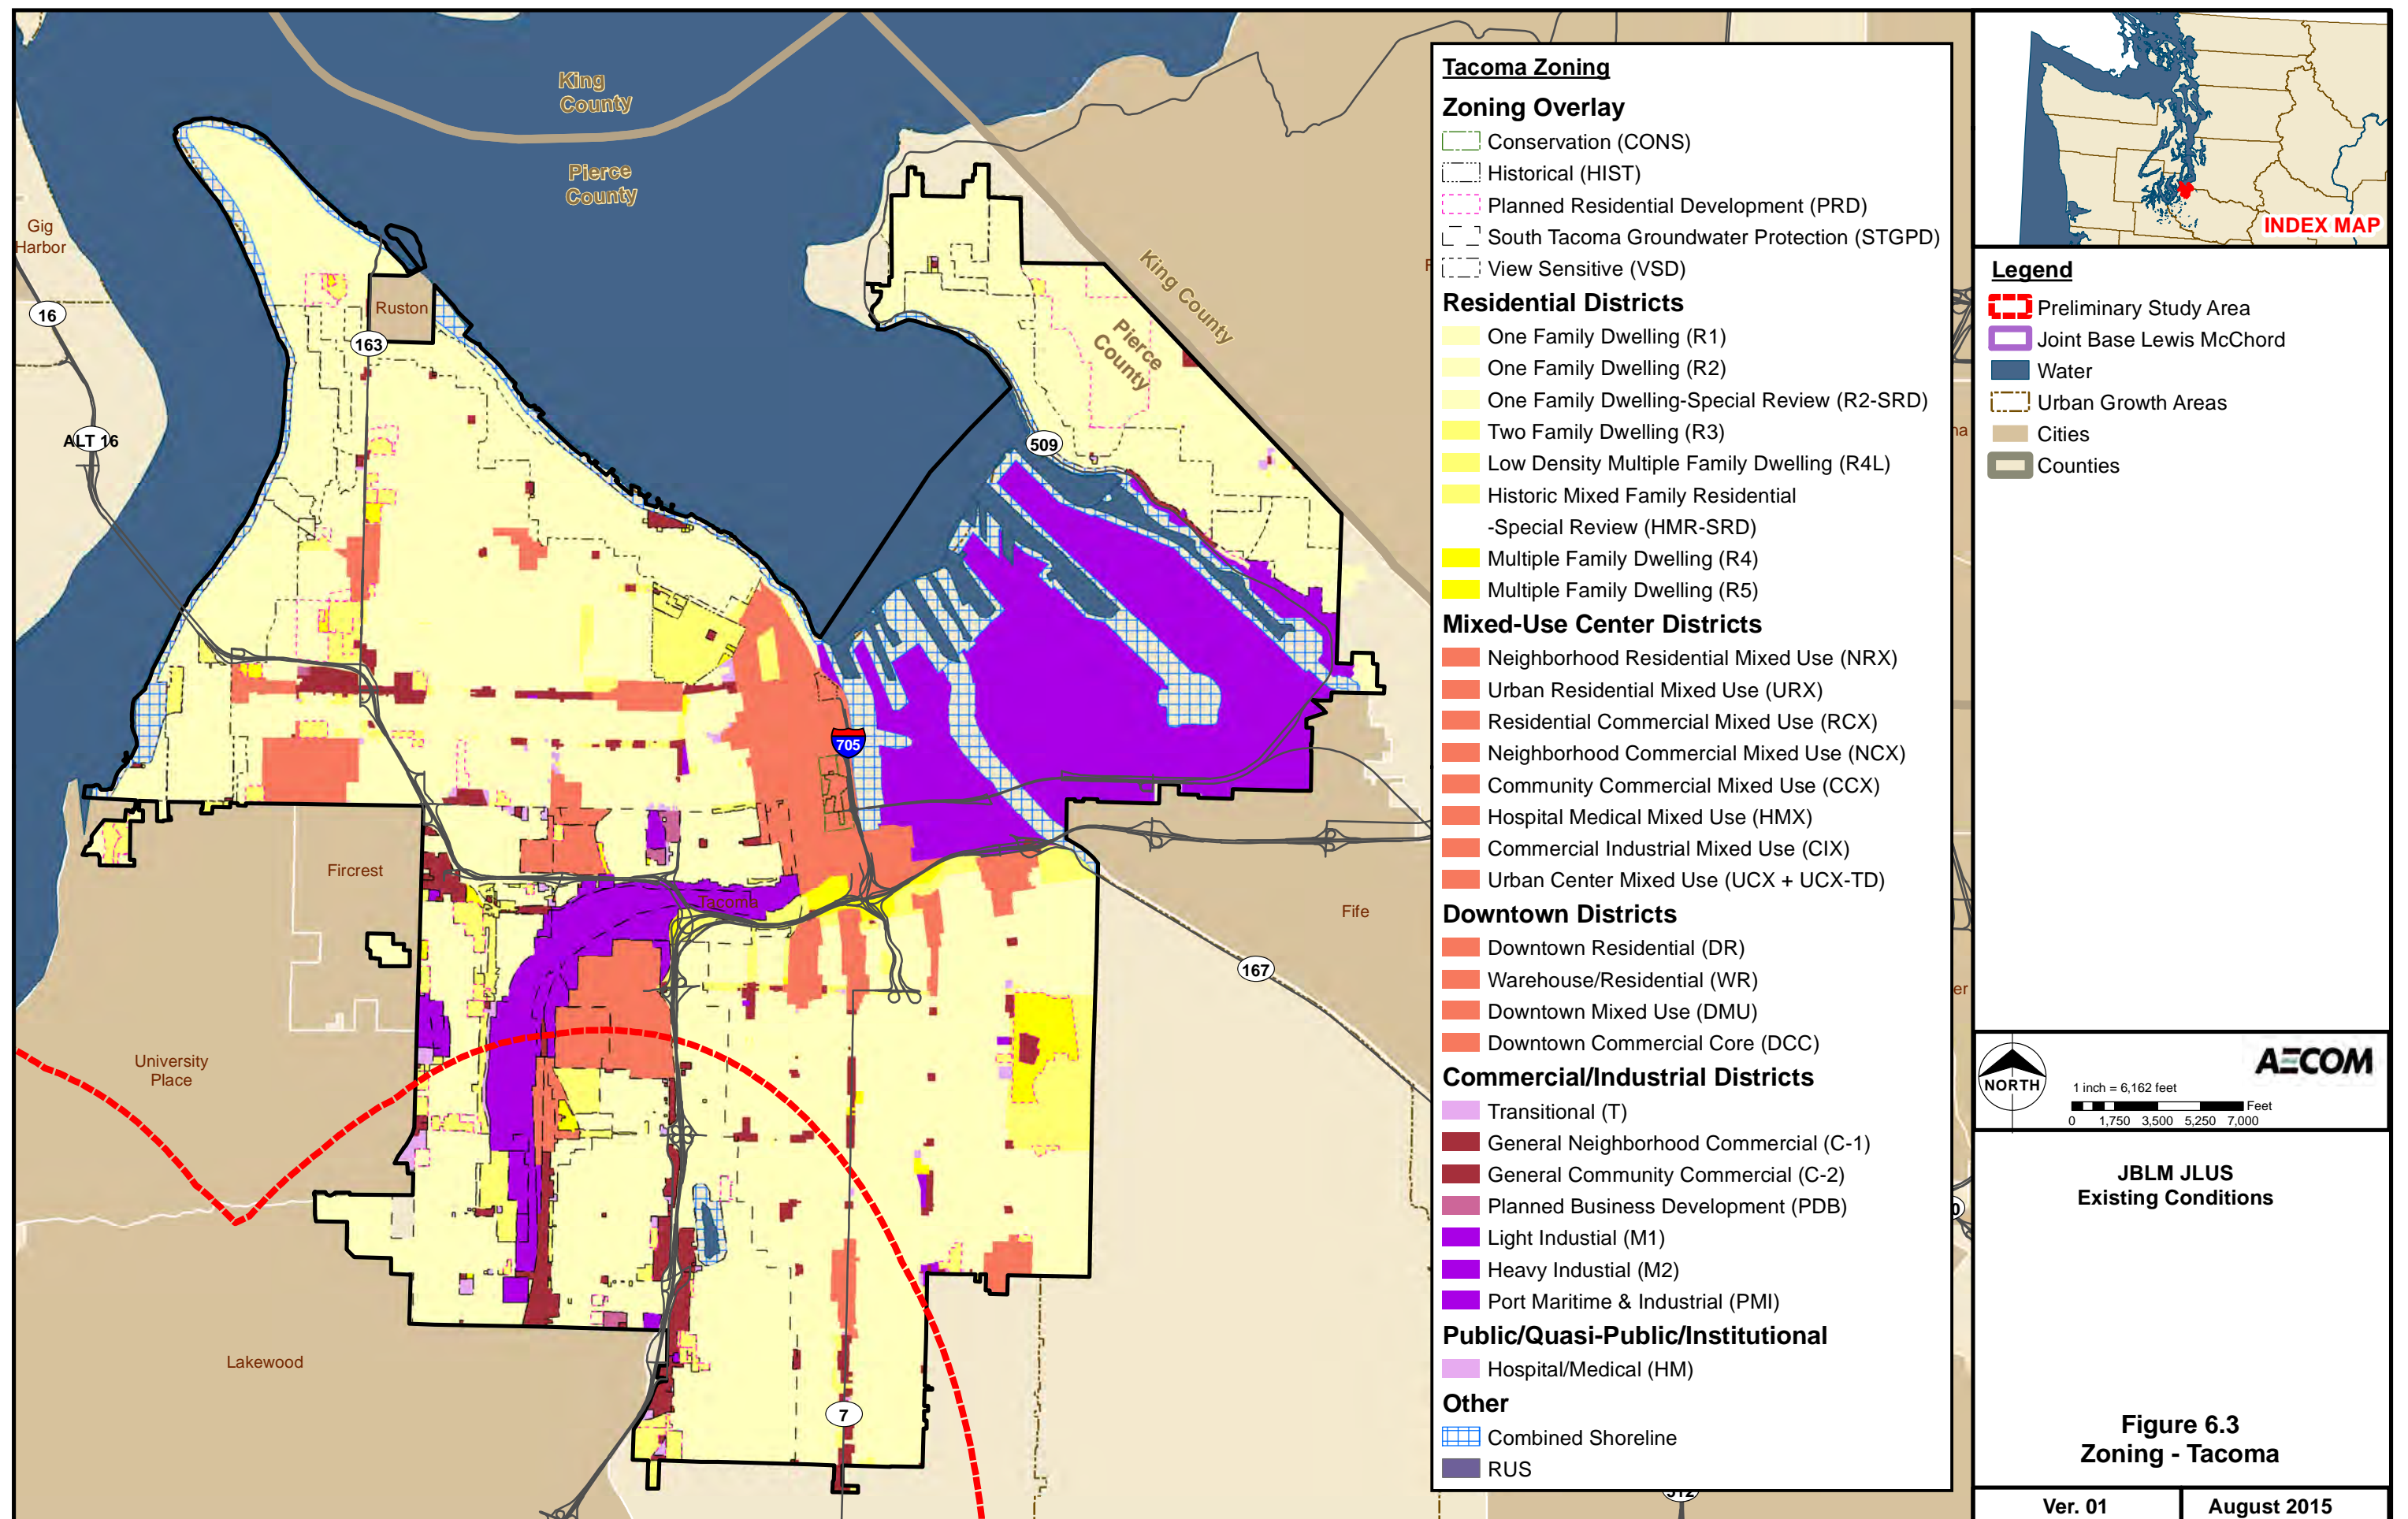 King
County
Pierce
County
Gig
Harbor
16
ALT 16
Ruston
163
King County
Pierce
County
509
705
Fircrest
Tacoma
Fife
167
University
Place
Lakewood
7
512
Tacoma Zoning
Zoning Overlay
Conservation (CONS)
Historical (HIST)
Planned Residential Development (PRD)
South Tacoma Groundwater Protection (STGPD)
View Sensitive (VSD)
Residential Districts
One Family Dwelling (R1)
One Family Dwelling (R2)
One Family Dwelling-Special Review (R2-SRD)
Two Family Dwelling (R3)
Low Density Multiple Family Dwelling (R4L)
Historic Mixed Family Residential
-Special Review (HMR-SRD)
Multiple Family Dwelling (R4)
Multiple Family Dwelling (R5)
Mixed-Use Center Districts
Neighborhood Residential Mixed Use (NRX)
Urban Residential Mixed Use (URX)
Residential Commercial Mixed Use (RCX)
Neighborhood Commercial Mixed Use (NCX)
Community Commercial Mixed Use (CCX)
Hospital Medical Mixed Use (HMX)
Commercial Industrial Mixed Use (CIX)
Urban Center Mixed Use (UCX + UCX-TD)
Downtown Districts
Downtown Residential (DR)
Warehouse/Residential (WR)
Downtown Mixed Use (DMU)
Downtown Commercial Core (DCC)
Commercial/Industrial Districts
Transitional (T)
General Neighborhood Commercial (C-1)
General Community Commercial (C-2)
Planned Business Development (PDB)
Light Industial (M1)
Heavy Industial (M2)
Port Maritime & Industrial (PMI)
Public/Quasi-Public/Institutional
Hospital/Medical (HM)
Other
Combined Shoreline
RUS
INDEX MAP
Legend
Preliminary Study Area
Joint Base Lewis McChord
Water
Urban Growth Areas
Cities
Counties
NORTH
AECOM
1 inch = 6,162 feet
Feet
0 1,750 3,500 5,250 7,000
JBLM JLUS
Existing Conditions
Figure 6.3
Zoning - Tacoma
Ver. 01
August 2015